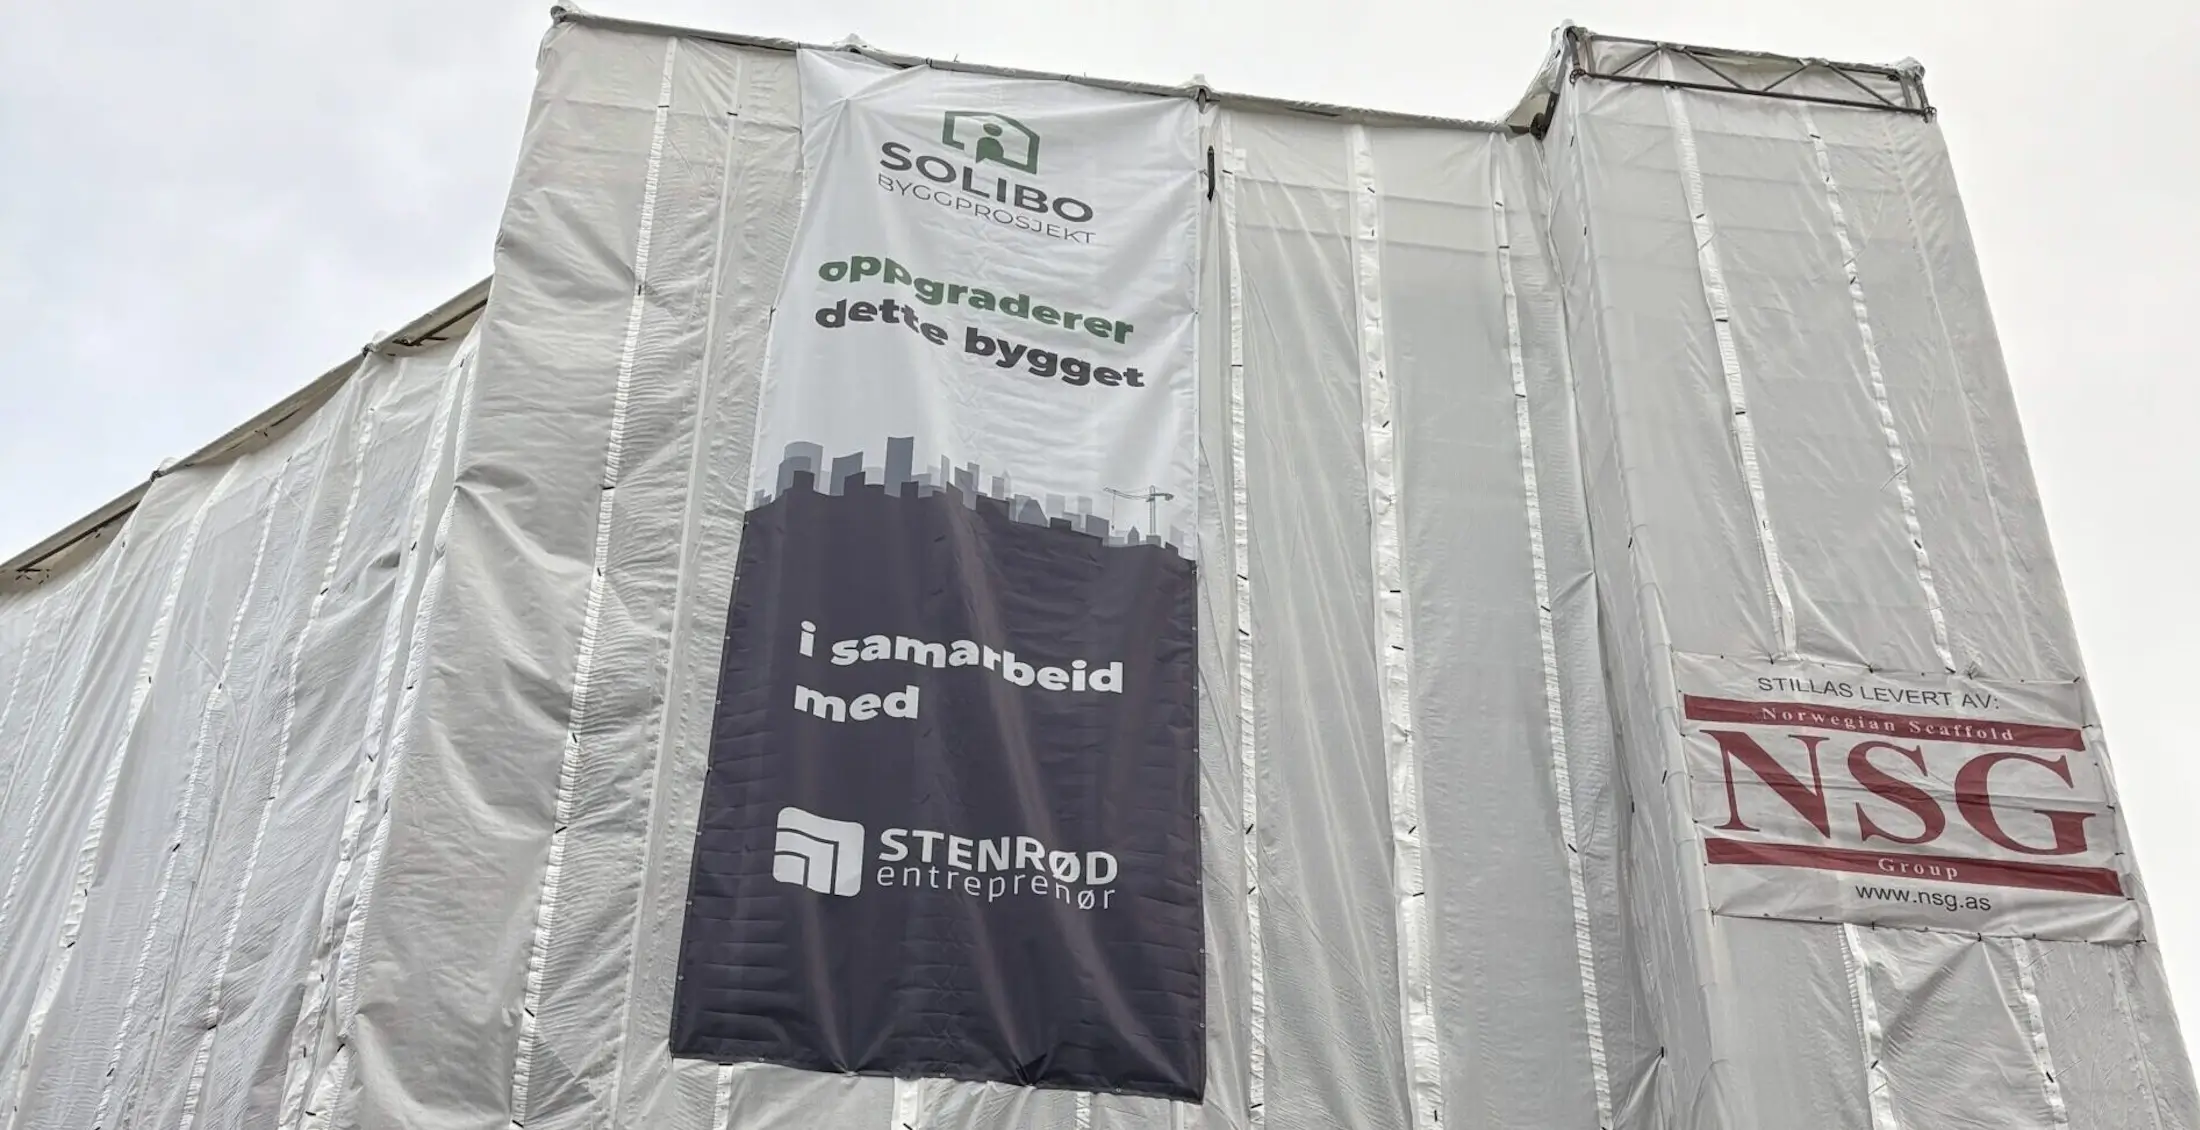 SOLIBO
BYGGPROSJEKT
oppgraderer
dette bygget
i samarbeid
med
STENRØD
entreprenør
STILLAS LEVERT AV:
Norwegian Scaffold
NSG
Group
www.nsg.as